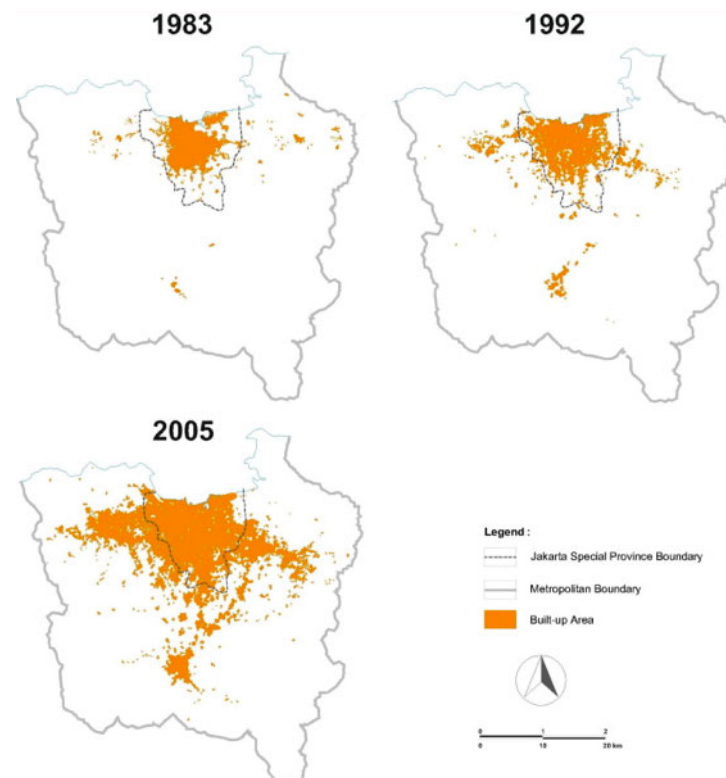 1983
1992
2005
Legend :
Jakarta Special Province Boundary
Metropolitan Boundary
Built-up Area
0 1 2
0 10 20 km